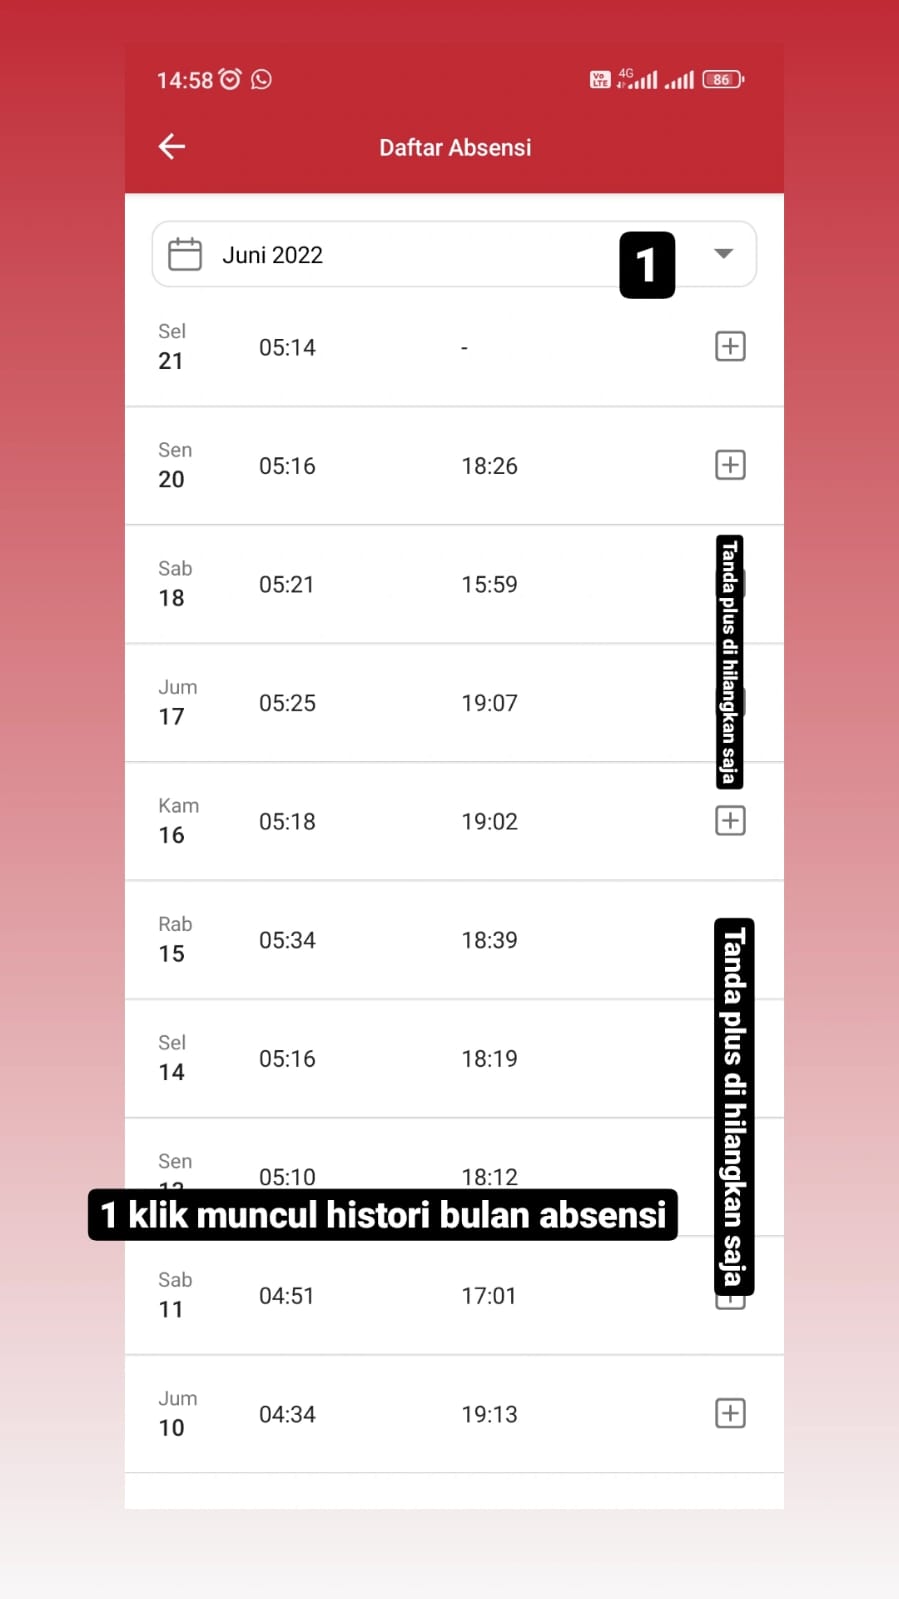 14:58
Vo LTE 4G 86
Daftar Absensi
Juni 2022
1
Sel
21 05:14 -
Sen
20 05:16 18:26
Sab
18 05:21 15:59
Tanda plus di hilangkan saja
Jum
17 05:25 19:07
Kam
16 05:18 19:02
Rab
15 05:34 18:39
Tanda plus di hilangkan saja
Sel
14 05:16 18:19
Sen
05:10 18:12
1 klik muncul histori bulan absensi
Sab
11 04:51 17:01
Jum
10 04:34 19:13